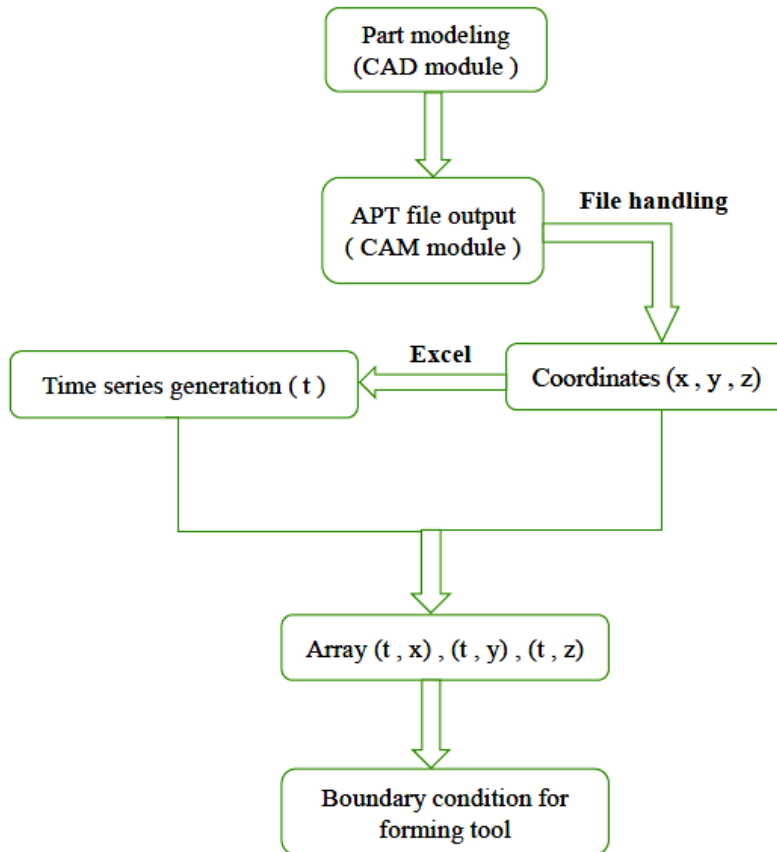 Part modeling
(CAD module )
APT file output
( CAM module )
File handling
Excel
Time series generation ( t )
Coordinates (x , y , z)
Array (t , x) , (t , y) , (t , z)
Boundary condition for
forming tool